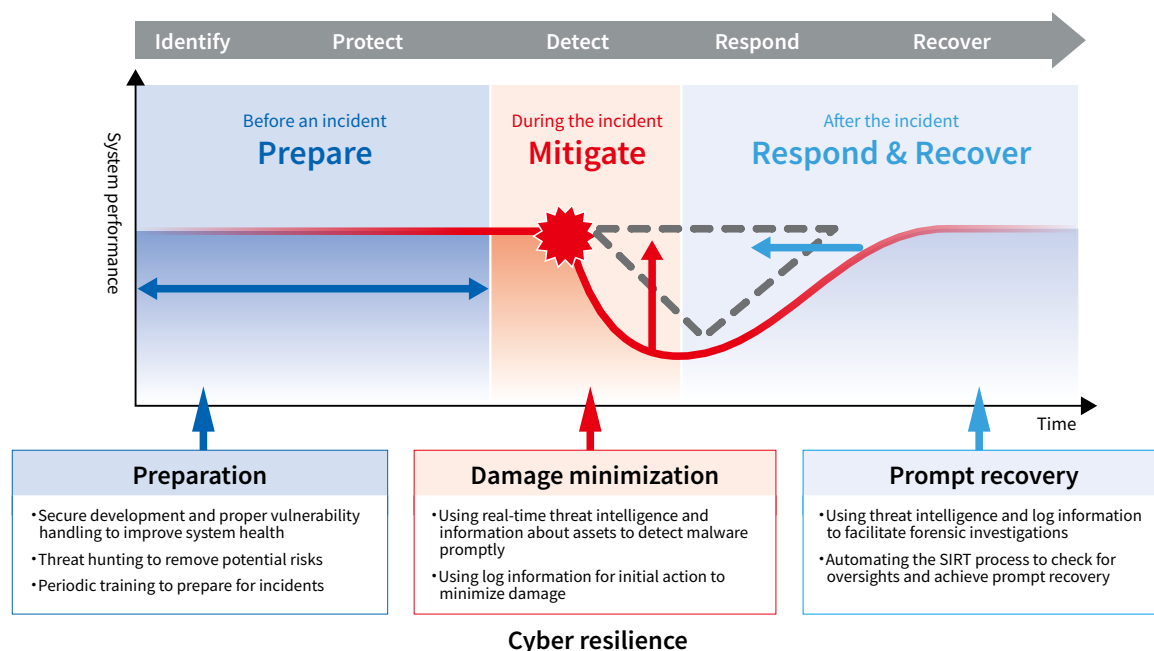 Identify Protect Detect Respond Recover
System performance
Before an incident
Prepare
During the incident
Mitigate
After the incident
Respond & Recover
Time
Preparation
・Secure development and proper vulnerability
handling to improve system health
・Threat hunting to remove potential risks
・Periodic training to prepare for incidents
Damage minimization
・Using real-time threat intelligence and
information about assets to detect malware
promptly
・Using log information for initial action to
minimize damage
Prompt recovery
・Using threat intelligence and log information
to facilitate forensic investigations
・Automating the SIRT process to check for
oversights and achieve prompt recovery
Cyber resilience